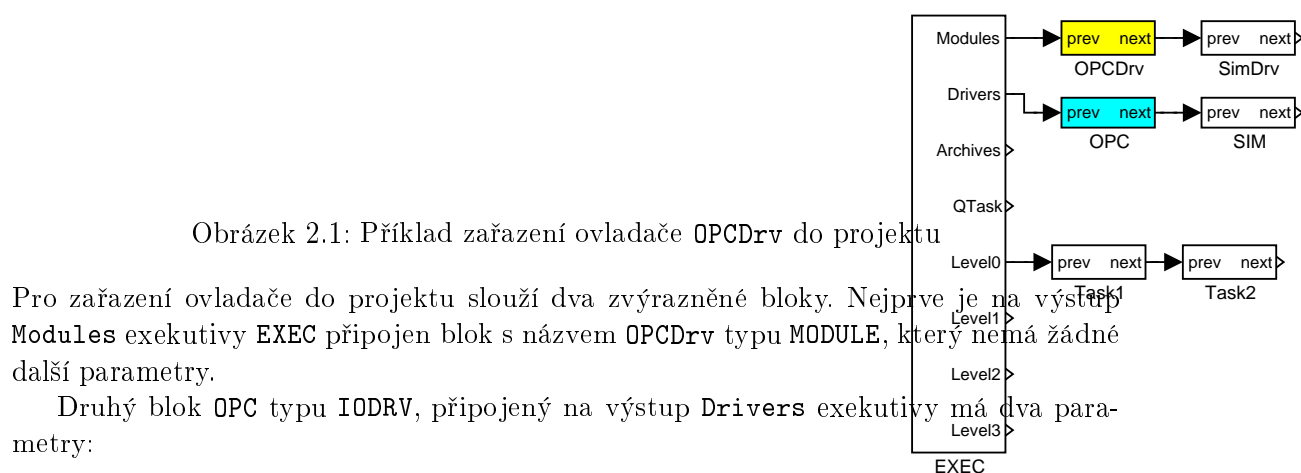 Modules
prev next
OPCDrv
prev next
SimDrv
Drivers
prev next
OPC
prev next
SIM
Archives
QTask
Level0
prev next
Task1
prev next
Task2
Level1
Level2
Level3
EXEC
Obrázek 2.1: Příklad zařazení ovladače OPCDrv do projektu
Pro zařazení ovladače do projektu slouží dva zvýrazněné bloky. Nejprve je na výstup
Modules exekutivy EXEC připojen blok s názvem OPCDrv typu MODULE, který nemá žádné
další parametry.
Druhý blok OPC typu IODRV, připojený na výstup Drivers exekutivy má dva para-
metry: